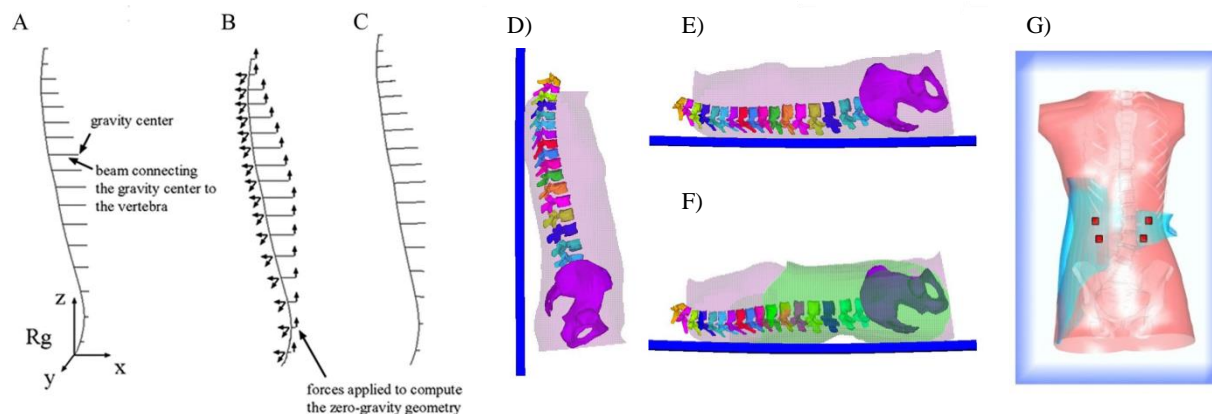 A
B
C
D)
E)
F)
G)
gravity center
beam connecting
the gravity center to
the vertebra
z
Rg
y
x
forces applied to compute
the zero-gravity geometry